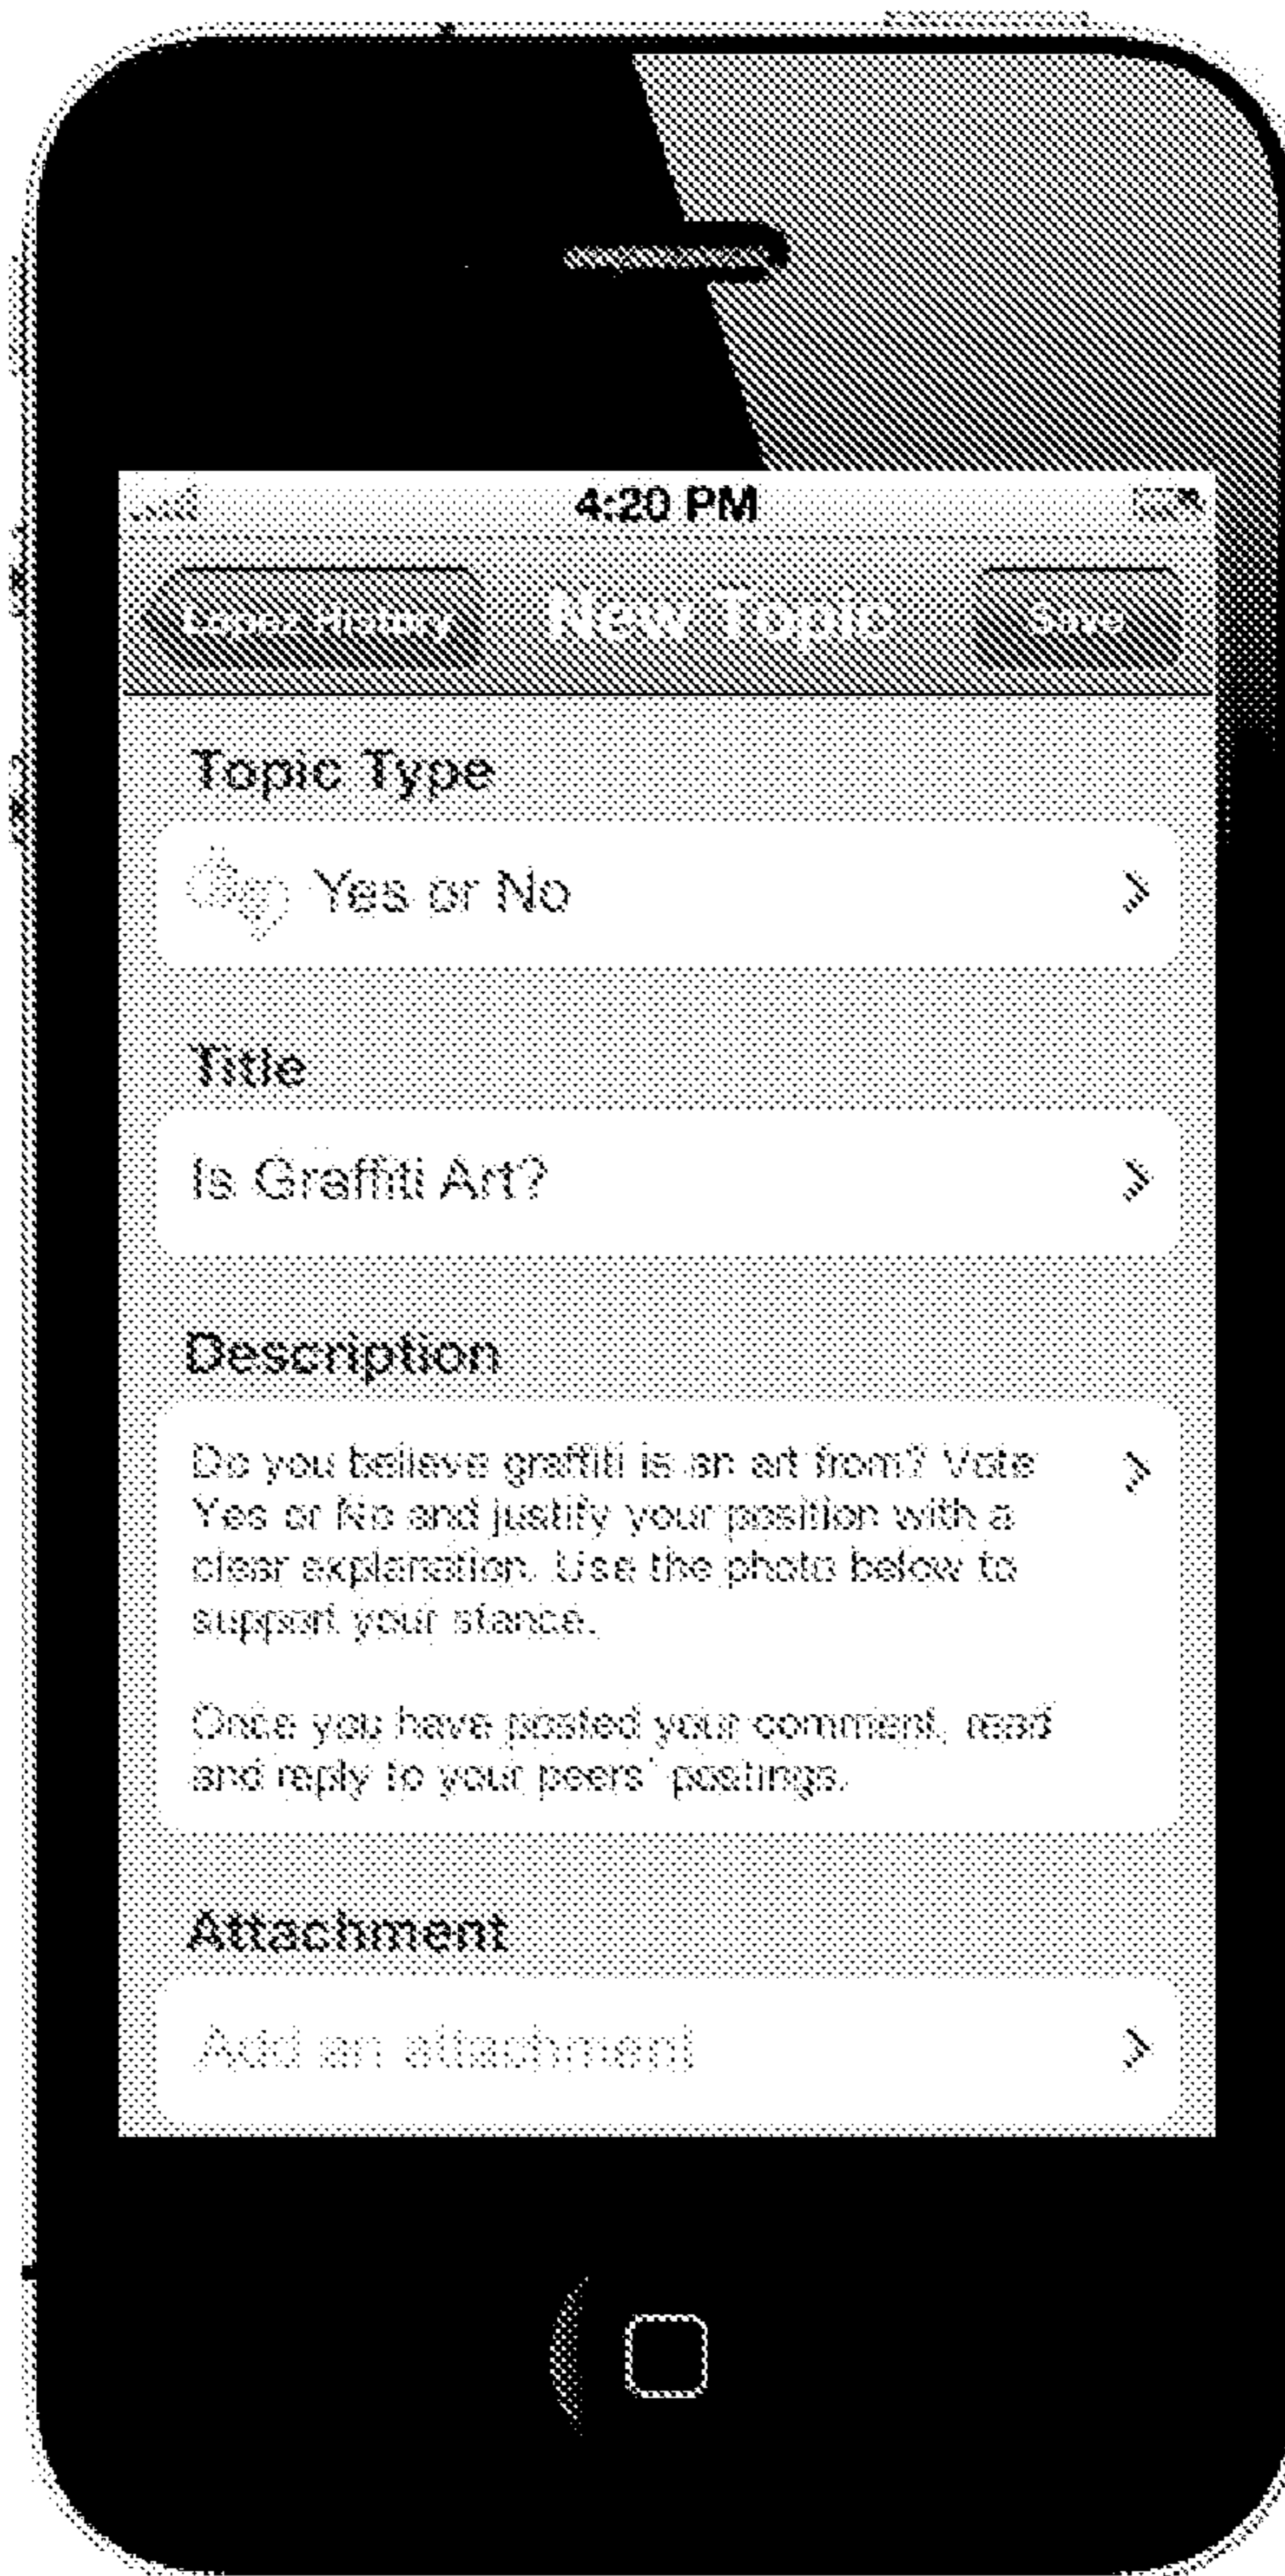 4:20 PM
Lopez History New Topic Save
Topic Type
Yes or No
Title
Is Graffiti Art?
Description
Do you believe graffiti is an art from? Vote
Yes or No and justify your position with a
clear explanation. Use the photo below to
support your stance.
Once you have posted your comment, read
and reply to your peers' postings.
Attachment
Add an attachment